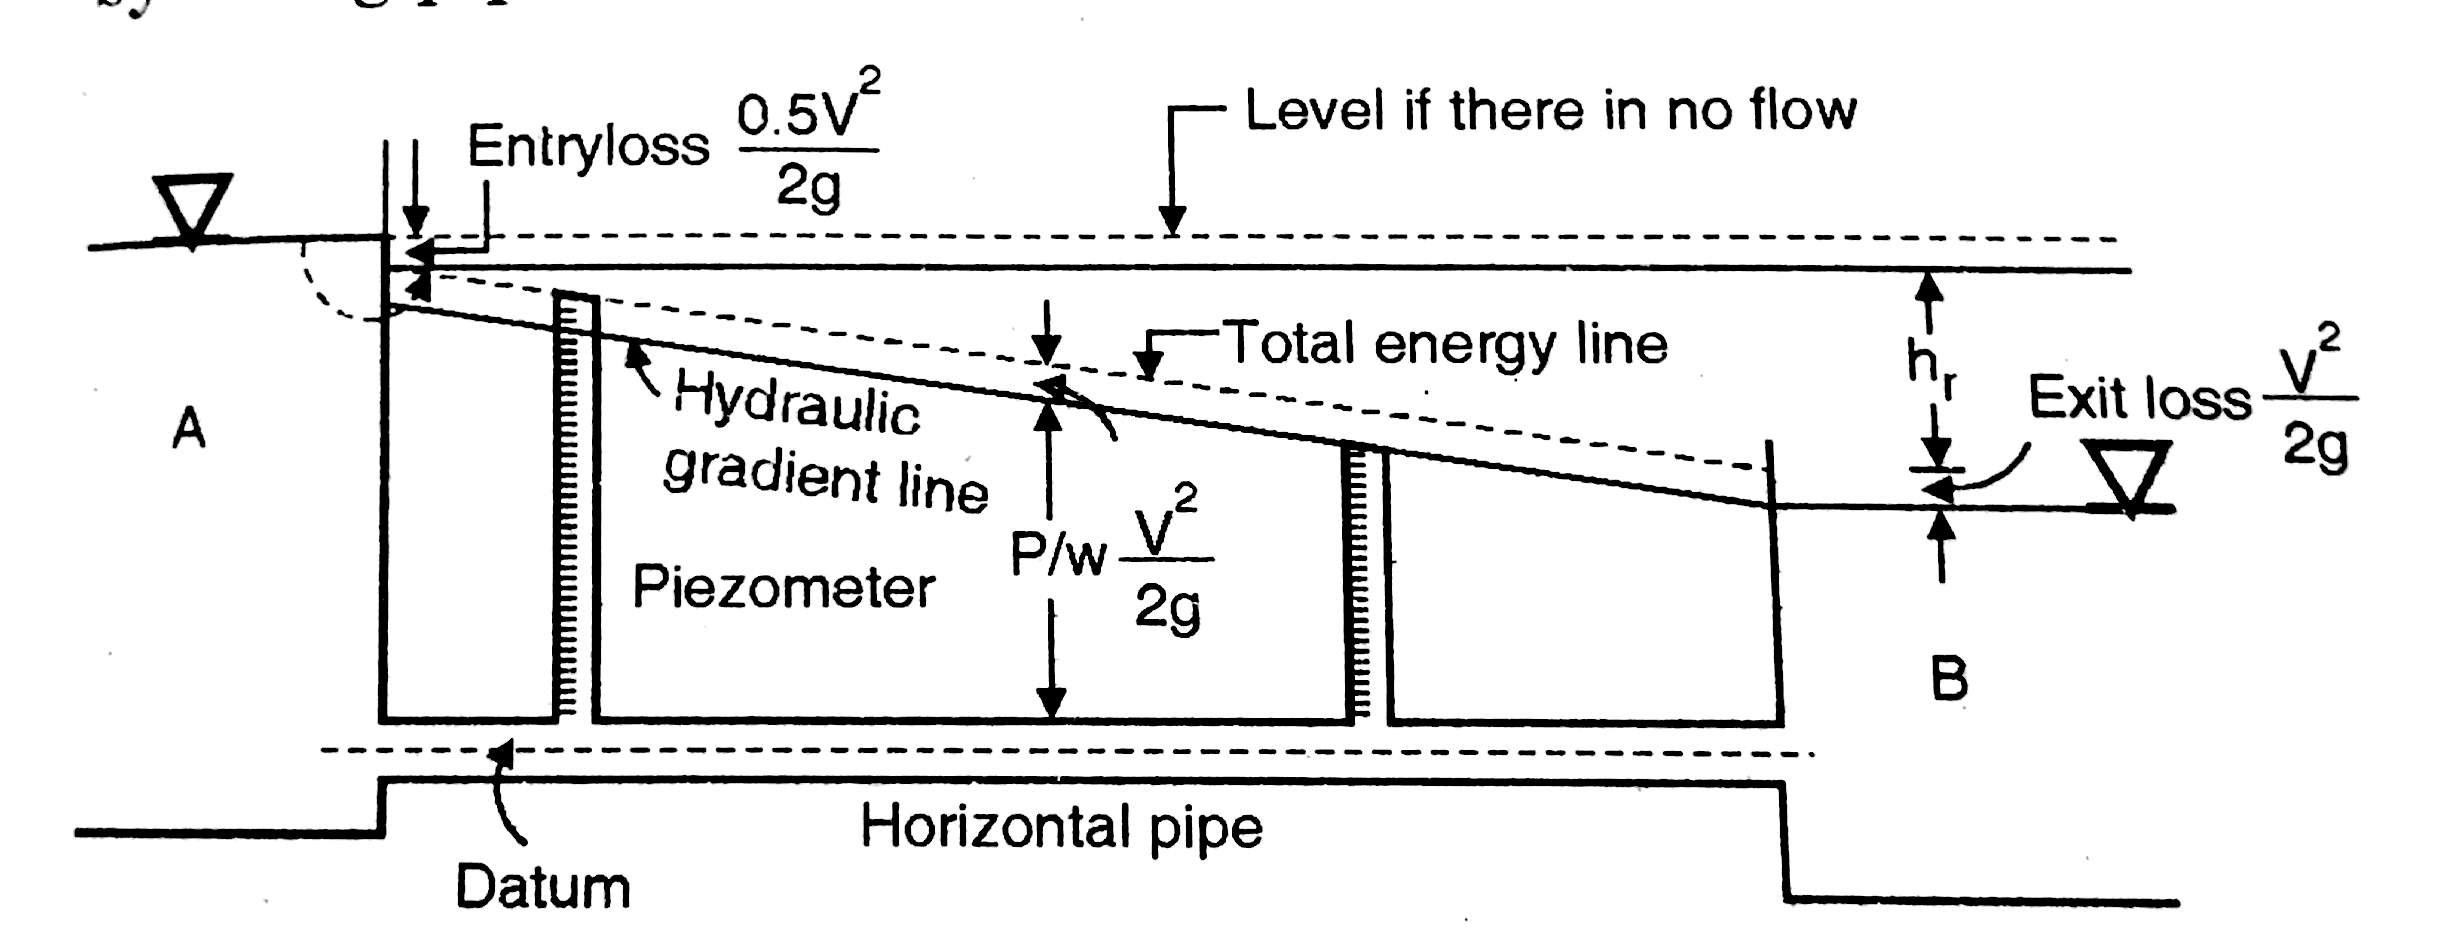 Entryloss 0.5V²/2g
Level if there in no flow
Total energy line
hr
Exit loss V²/2g
Hydraulic
gradient line
A
Piezometer
P/w V²/2g
B
Horizontal pipe
Datum